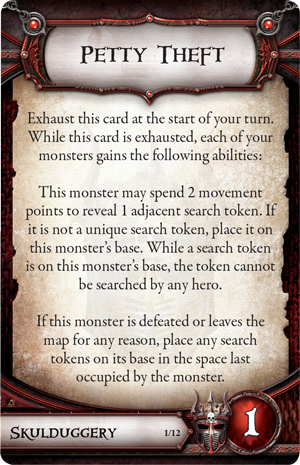 Petty Theft
Exhaust this card at the start of your turn.
While this card is exhausted, each of your
monsters gains the following abilities:
This monster may spend 2 movement
points to reveal 1 adjacent search token. If
it is not a unique search token, place it on
this monster's base. While a search token
is on this monster's base, the token cannot
be searched by any hero.
If this monster is defeated or leaves the
map for any reason, place any search
tokens on its base in the space last
occupied by the monster.
Skulduggery 1/12 1